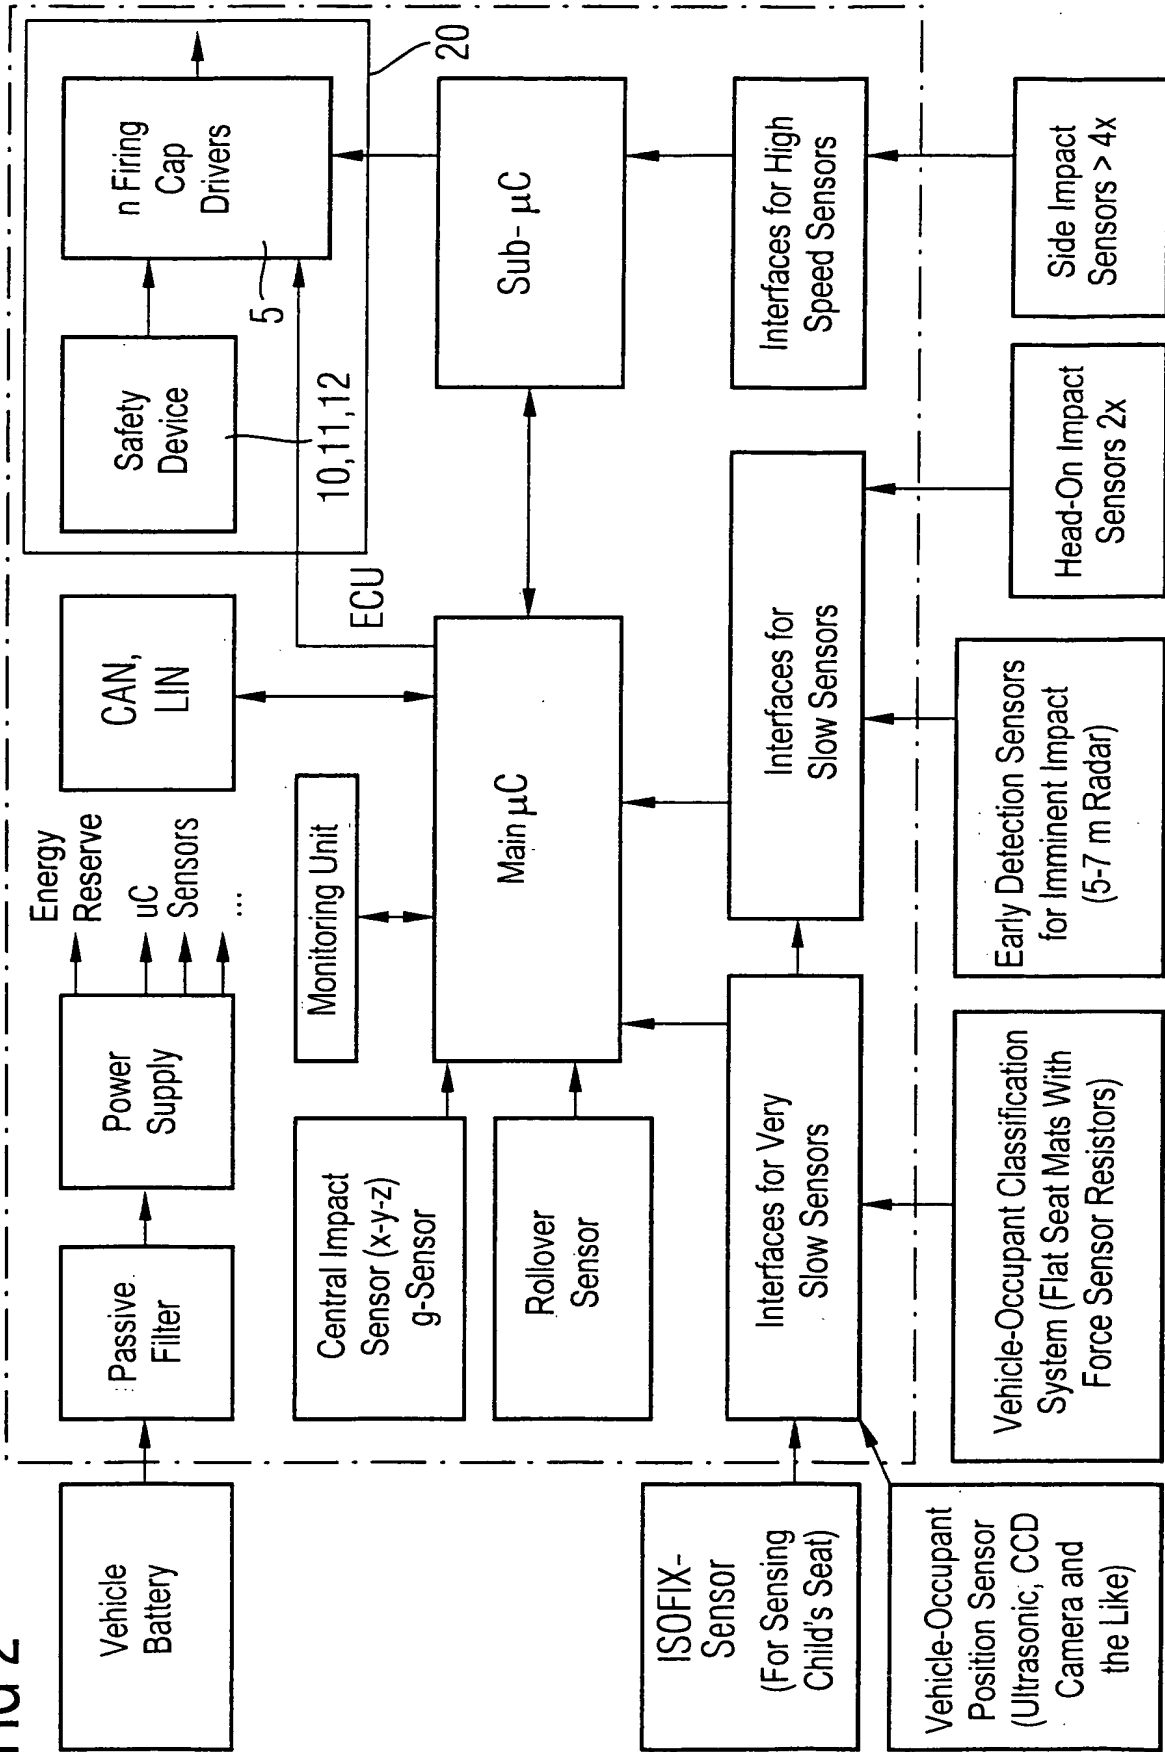 FIG 2
Vehicle
Battery
Passive
Filter
Power
Supply
Energy
Reserve
uC
Sensors
...
CAN,
LIN
Safety
Device
n Firing
Cap
Drivers
5
10,11,12
20
ECU
Central Impact
Sensor (x-y-z)
g-Sensor
Monitoring Unit
Rollover
Sensor
Main µC
Sub- µC
ISOFIX-
Sensor
(For Sensing
Child's Seat)
Interfaces for Very
Slow Sensors
Interfaces for
Slow Sensors
Interfaces for High
Speed Sensors
Vehicle-Occupant
Position Sensor
(Ultrasonic, CCD
Camera and
the Like)
Vehicle-Occupant Classification
System (Flat Seat Mats With
Force Sensor Resistors)
Early Detection Sensors
for Imminent Impact
(5-7 m Radar)
Head-On Impact
Sensors 2x
Side Impact
Sensors > 4x